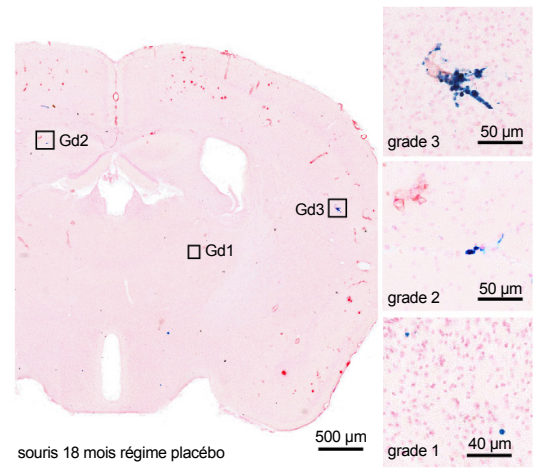 Gd2
Gd3
Gd1
souris 18 mois régime placébo
500 µm
grade 3
50 µm
grade 2
50 µm
grade 1
40 µm